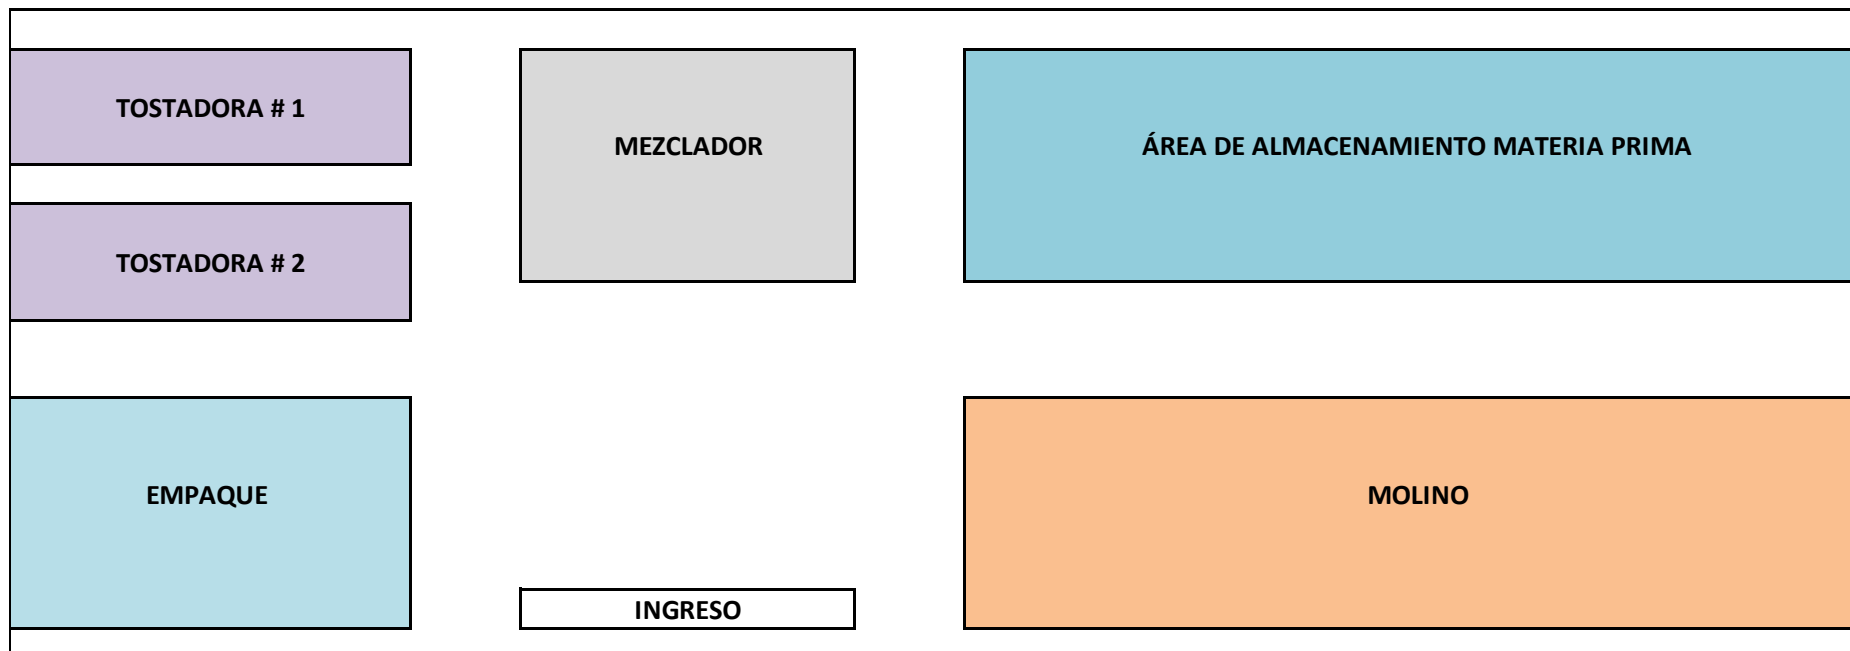 TOSTADORA # 1
MEZCLADOR
ÁREA DE ALMACENAMIENTO MATERIA PRIMA
TOSTADORA # 2
EMPAQUE
MOLINO
INGRESO